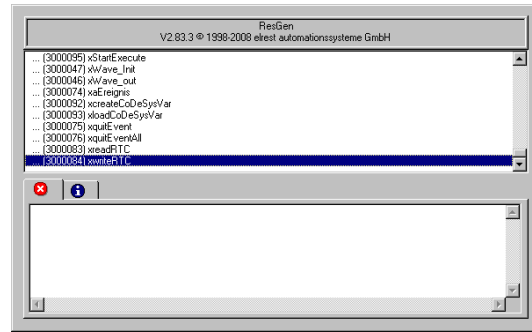 ResGen
V2.83.3 © 1998-2008 elrest automationssysteme GmbH
... (3000095) xStartExecute
... (3000047) xWave_Init
... (3000046) xWave_out
... (3000074) xaEreignis
... (3000092) xcreateCoDeSysVar
... (3000093) xloadCoDeSysVar
... (3000075) xquitEvent
... (3000076) xquitEventAll
... (3000083) xreadRTC
... (3000084) xwriteRTC